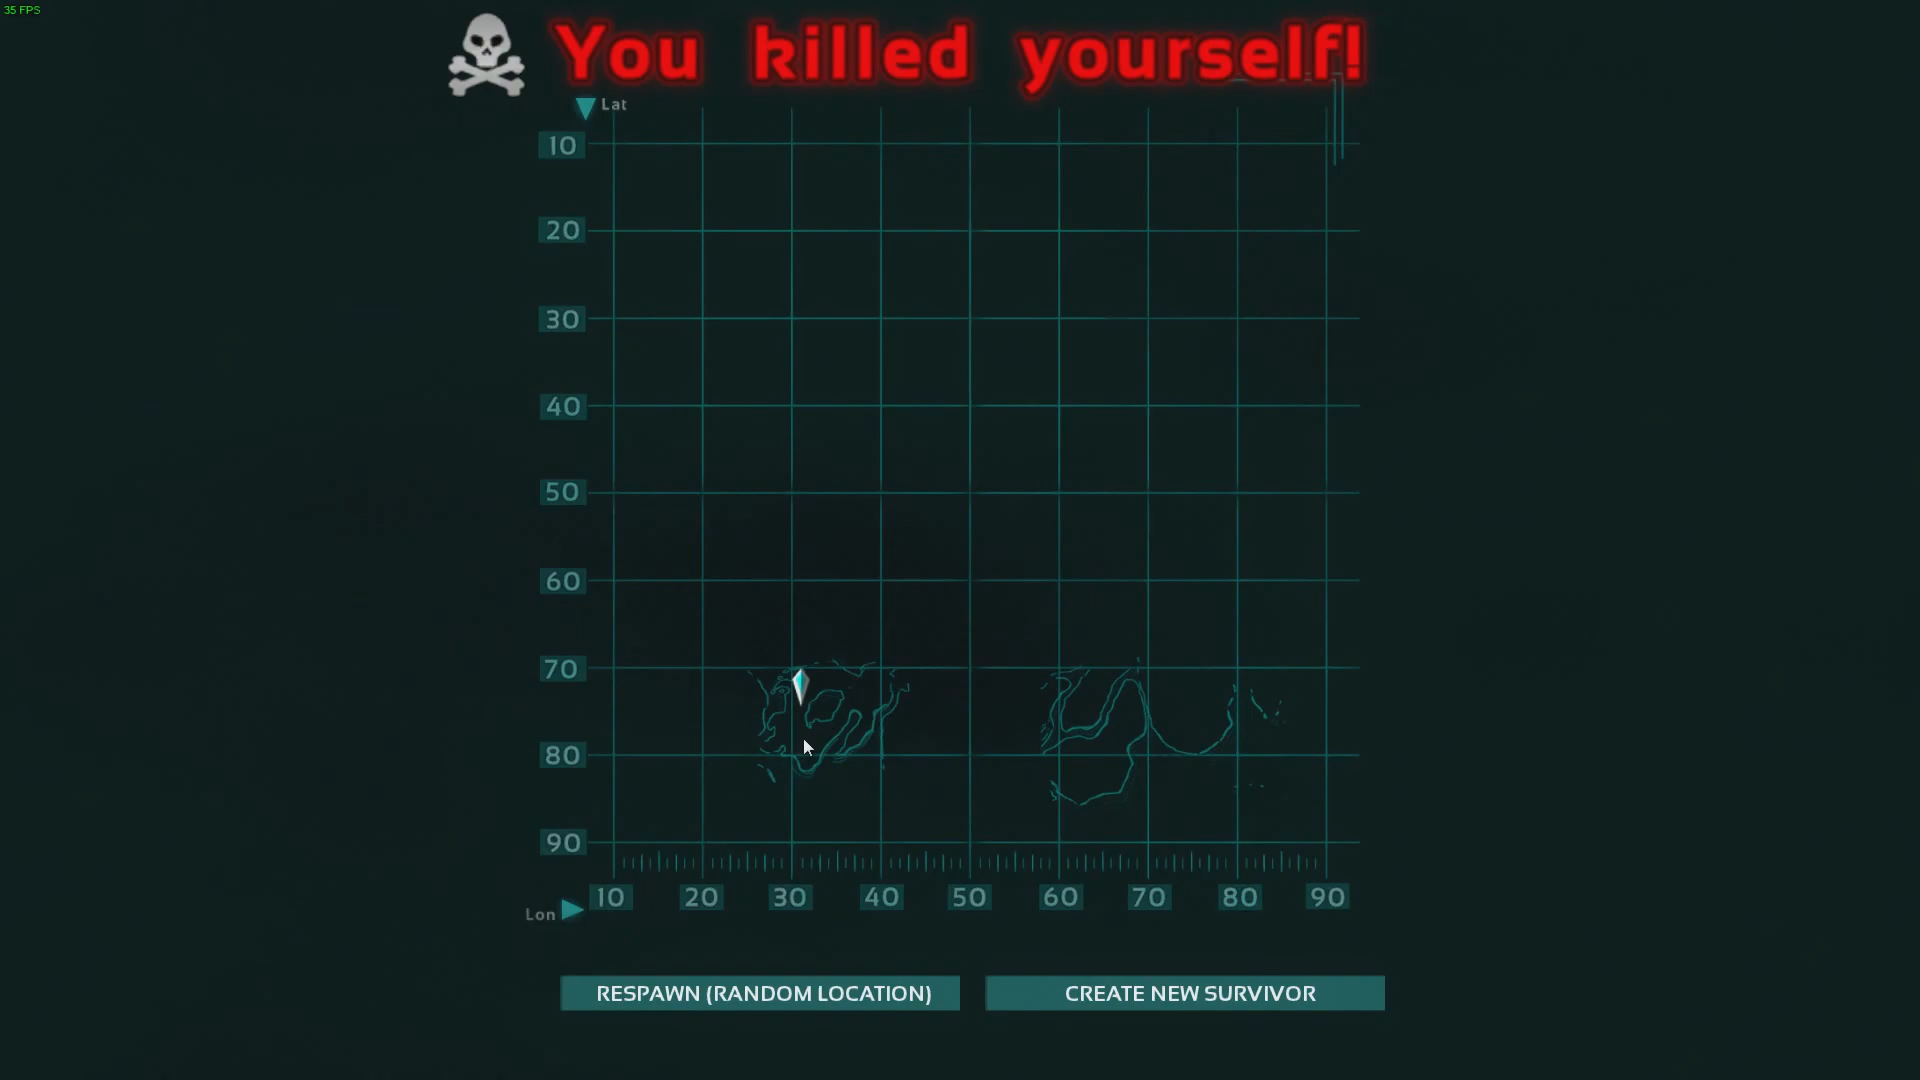 35 FPS
You killed yourself!
Lat
10
20
30
40
50
60
70
80
90
10 20 30 40 50 60 70 80 90
Lon
RESPAWN (RANDOM LOCATION) CREATE NEW SURVIVOR